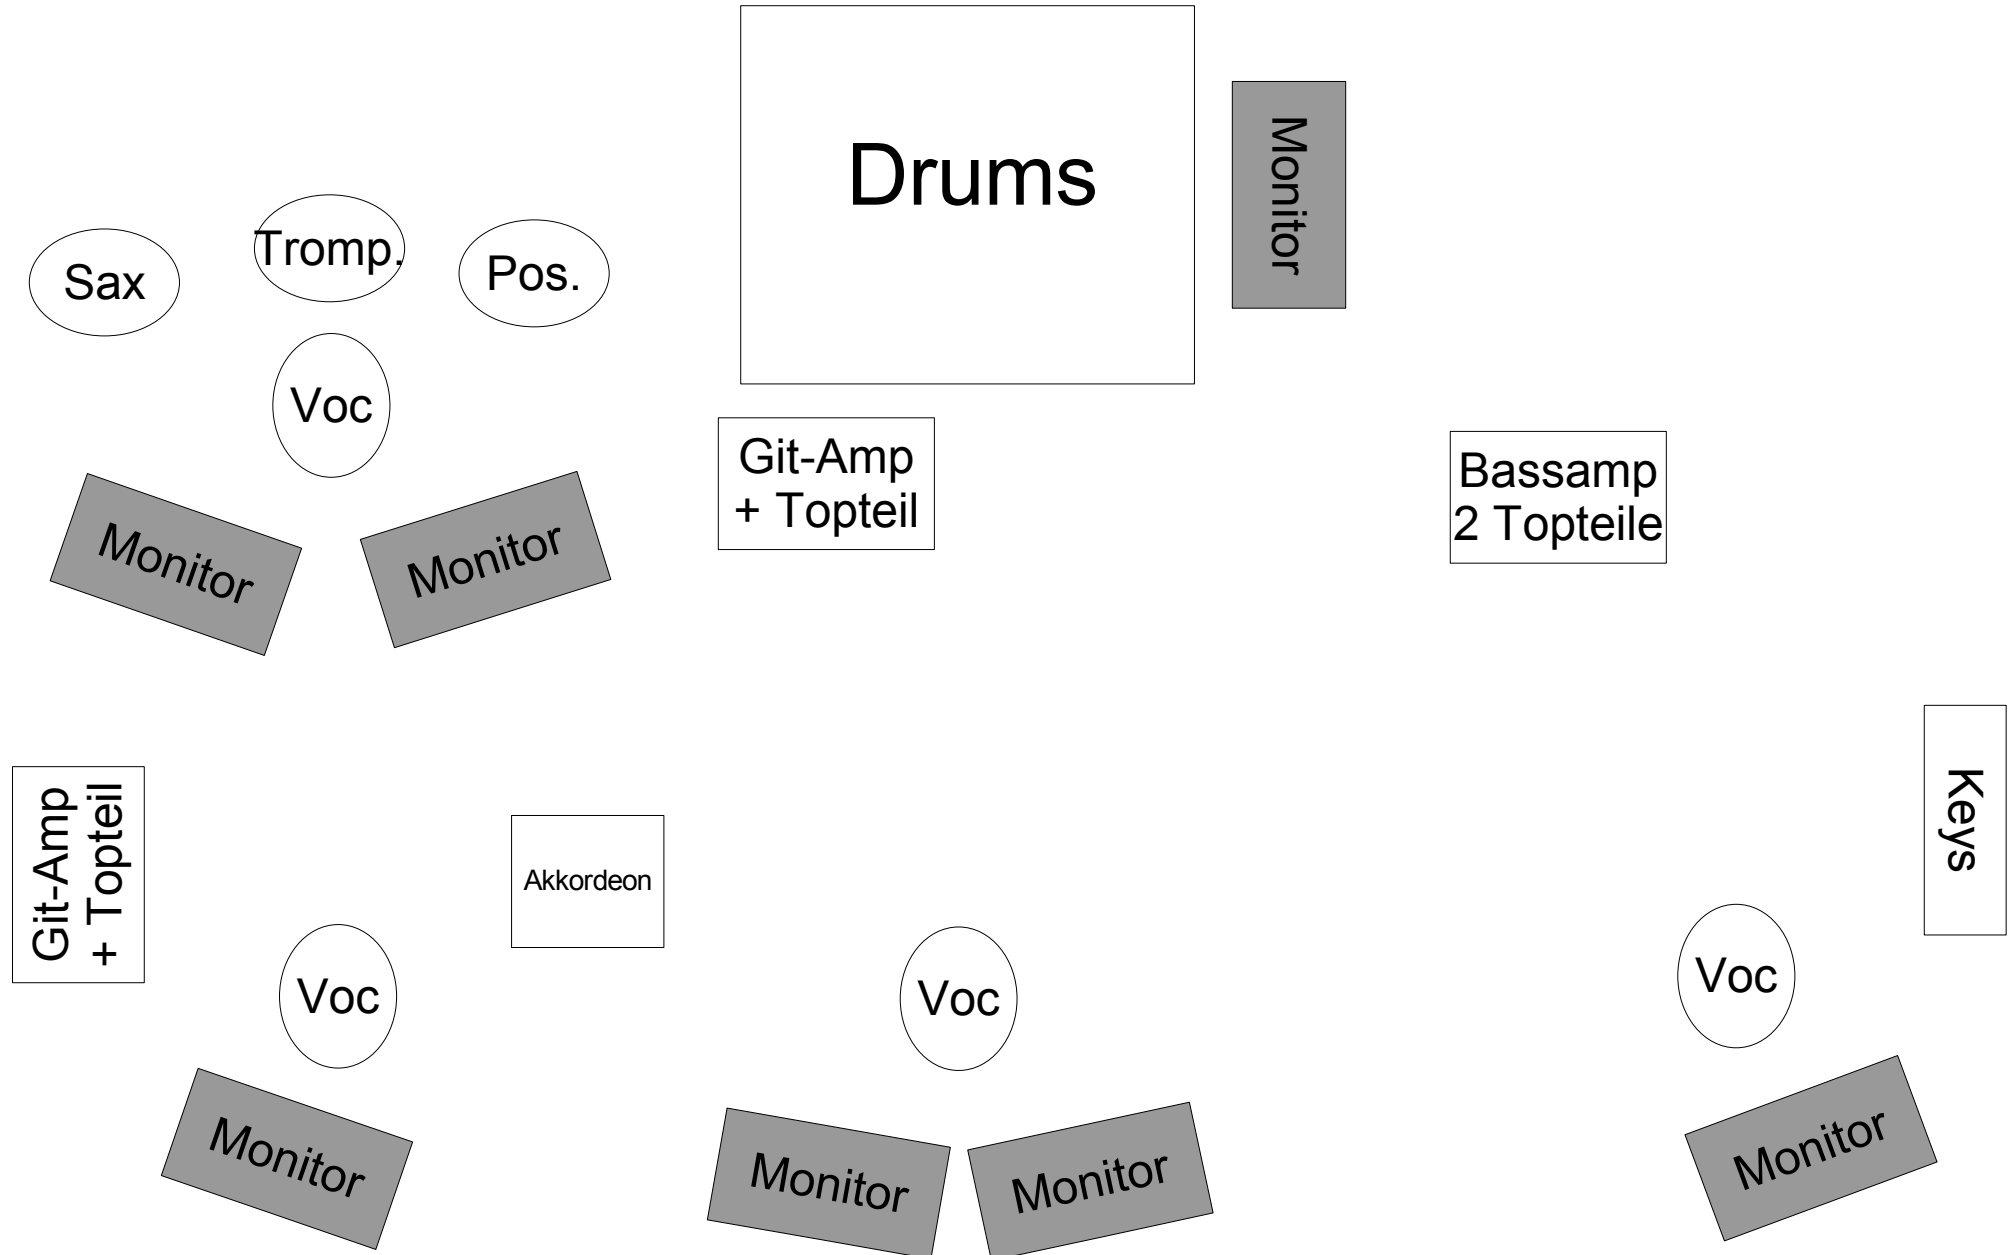 Drums
Monitor
Sax
Tromp.
Pos.
Voc
Monitor
Monitor
Git-Amp
+ Topteil
Bassamp
2 Topteile
Git-Amp
+ Topteil
Akkordeon
Keys
Voc
Voc
Voc
Monitor
Monitor
Monitor
Monitor